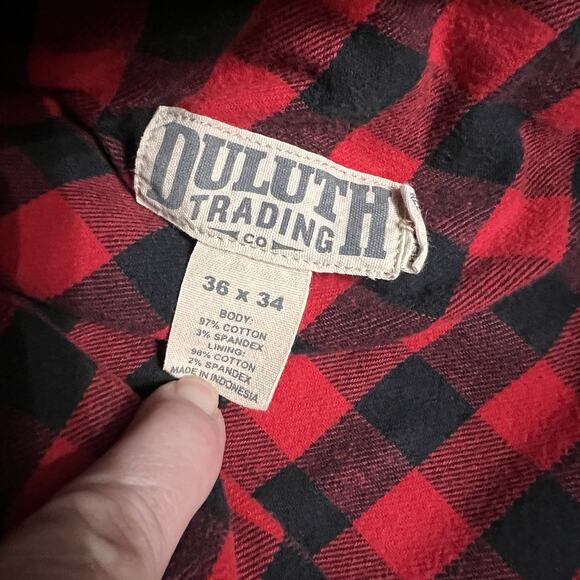 DULUTH
TRADING
CO
36 x 34
BODY:
97% COTTON
3% SPANDEX
LINING:
98% COTTON
2% SPANDEX
MADE IN INDONESIA